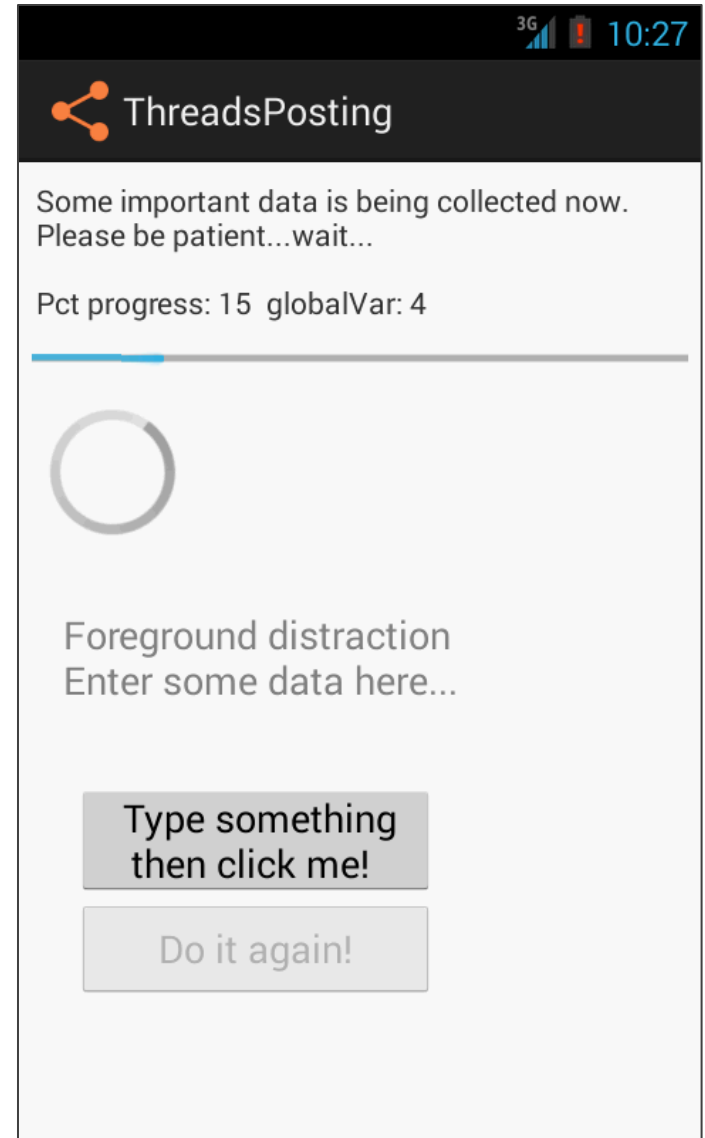 3G
10:27
ThreadsPosting
Some important data is being collected now.
Please be patient...wait...
Pct progress: 15 globalVar: 4
Foreground distraction
Enter some data here...
Type something
then click me!
Do it again!